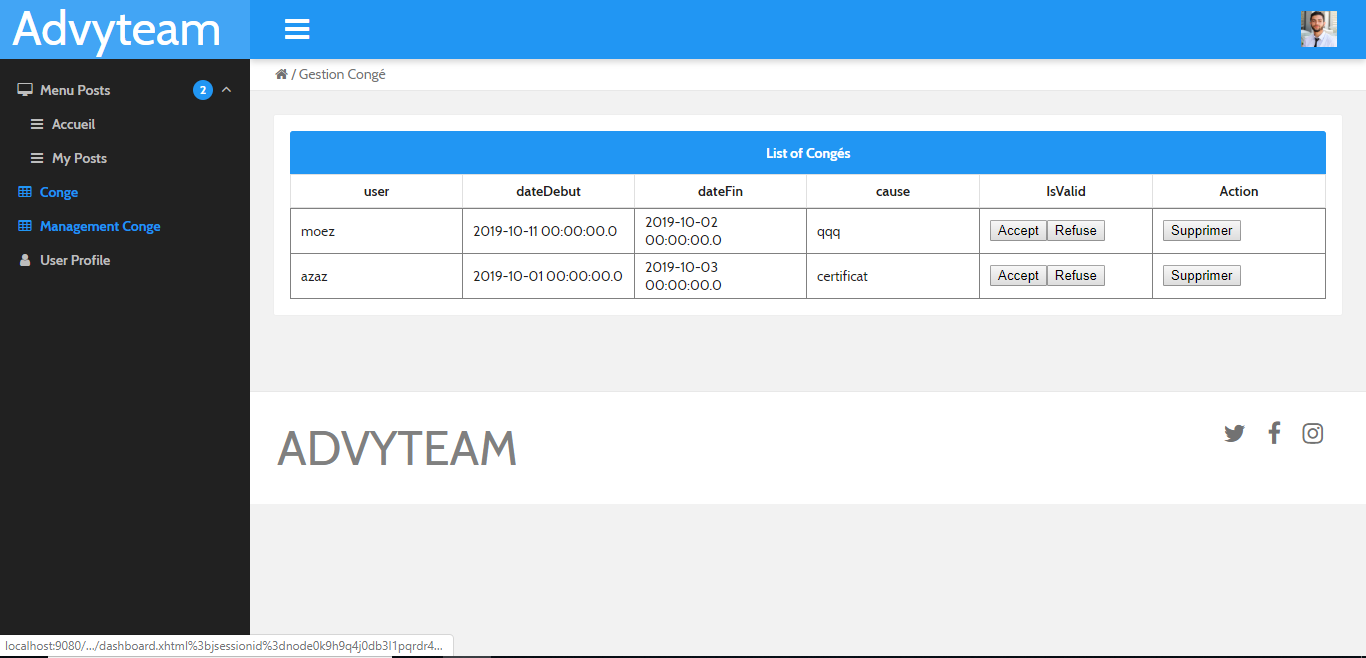 Advyteam
Menu Posts 2
Accueil
My Posts
Conge
Management Conge
User Profile
/ Gestion Congé
List of Congés
user dateDebut dateFin cause IsValid Action
moez 2019-10-11 00:00:00.0 2019-10-02 00:00:00.0 qqq Accept Refuse Supprimer
azaz 2019-10-01 00:00:00.0 2019-10-03 00:00:00.0 certificat Accept Refuse Supprimer
ADVYTEAM
localhost:9080/.../dashboard.xhtml%3bjsessionid%3dnode0k9h9q4j0db3l1pqrdr4...